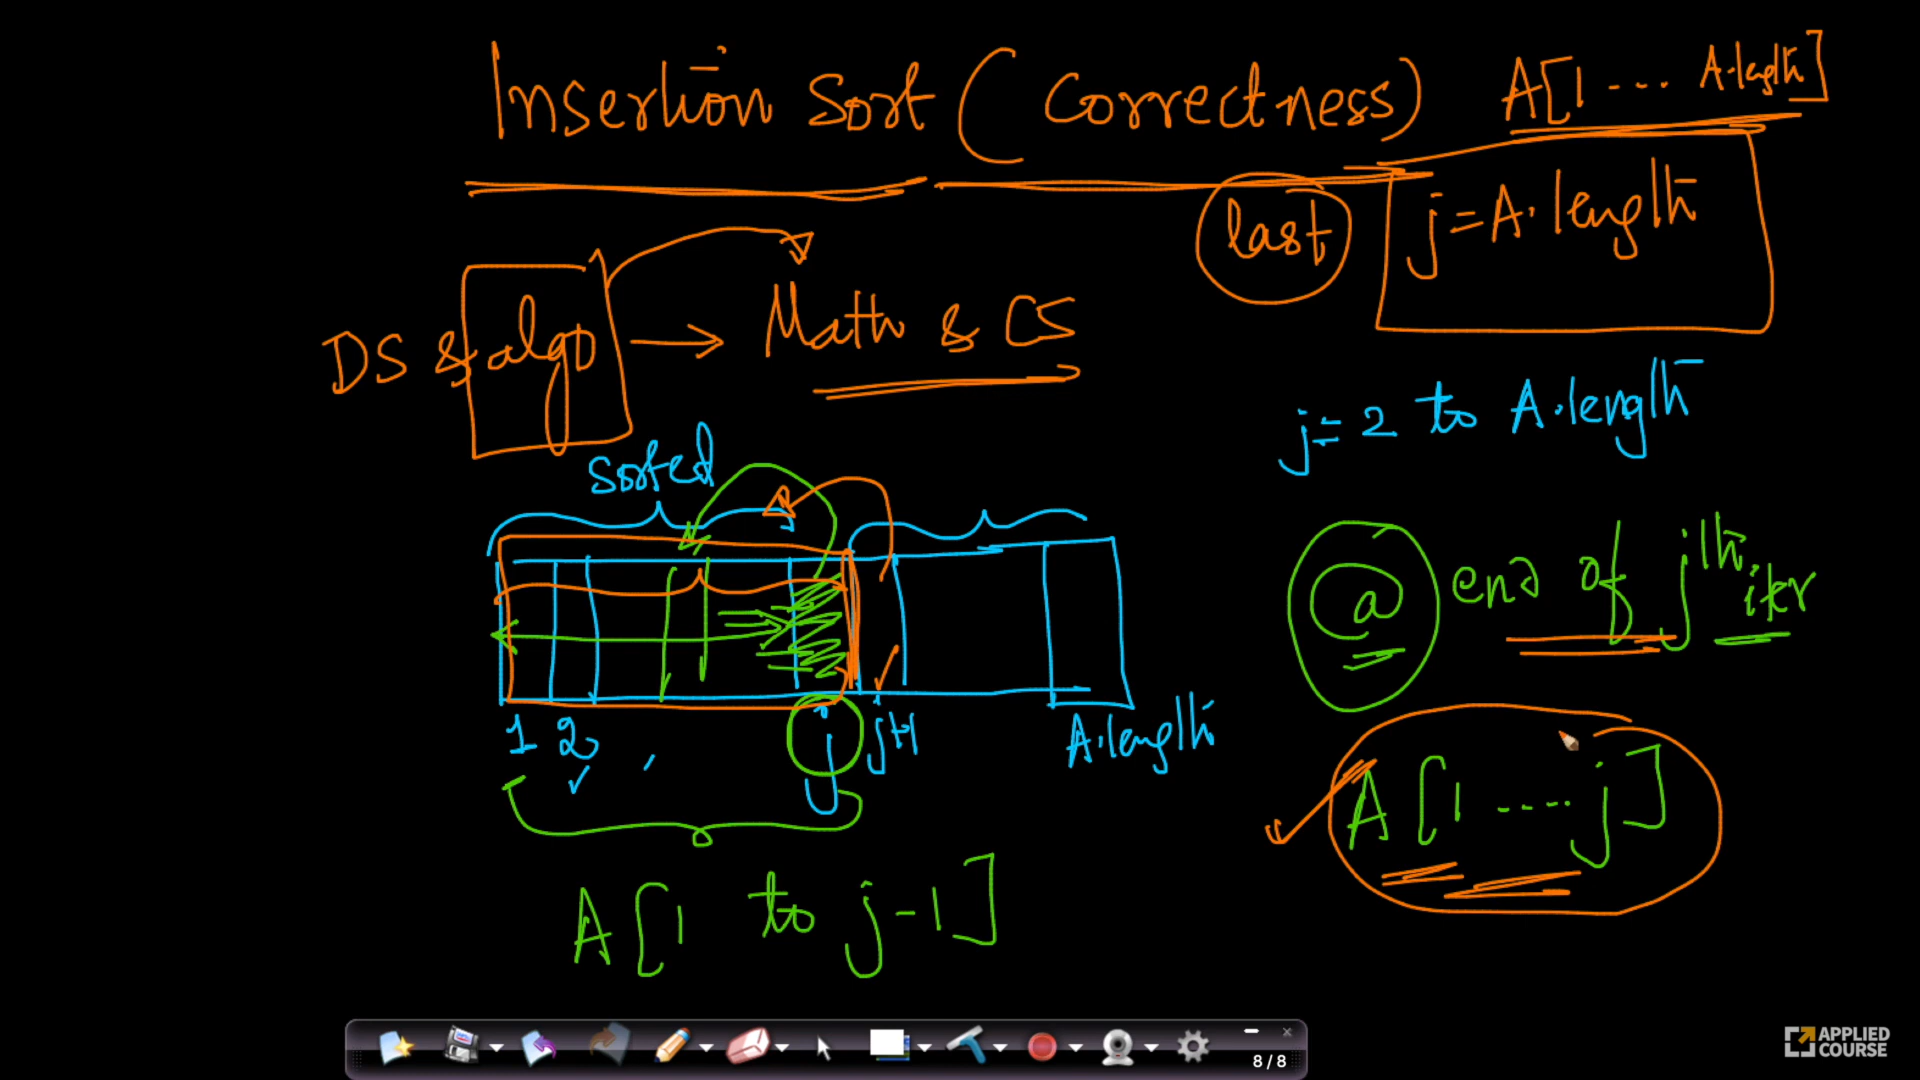 Insertion Sort (Correctness) A[1 ---- A.length]
last j=A.length
DS & algo → Math & CS
j=2 to A.length
sorted
@ end of jth iter
1 2 , j j+1 A.length
A[1 ---- j]
A[1 to j-1]
8/8
APPLIED
COURSE